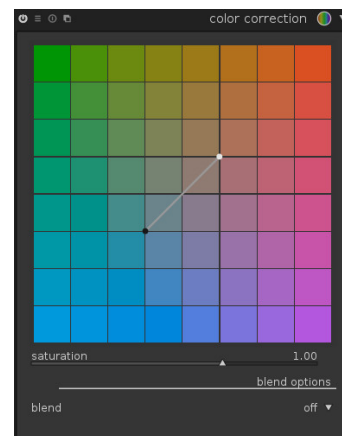 color correction
saturation 1.00
blend options
blend off